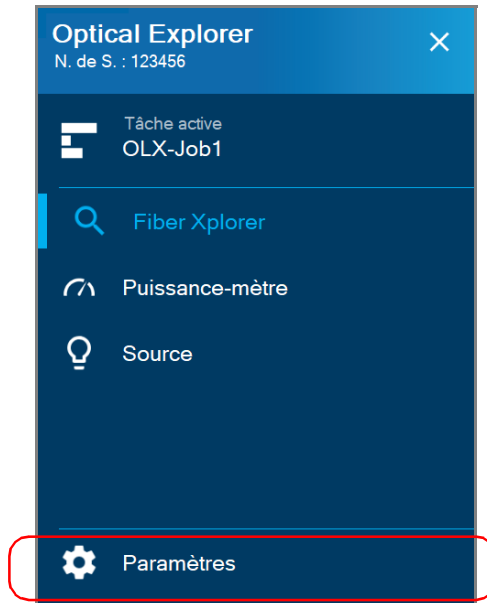 Optical Explorer
N. de S. : 123456
Tâche active
OLX-Job1
Fiber Xplorer
Puissance-mètre
Source
Paramètres